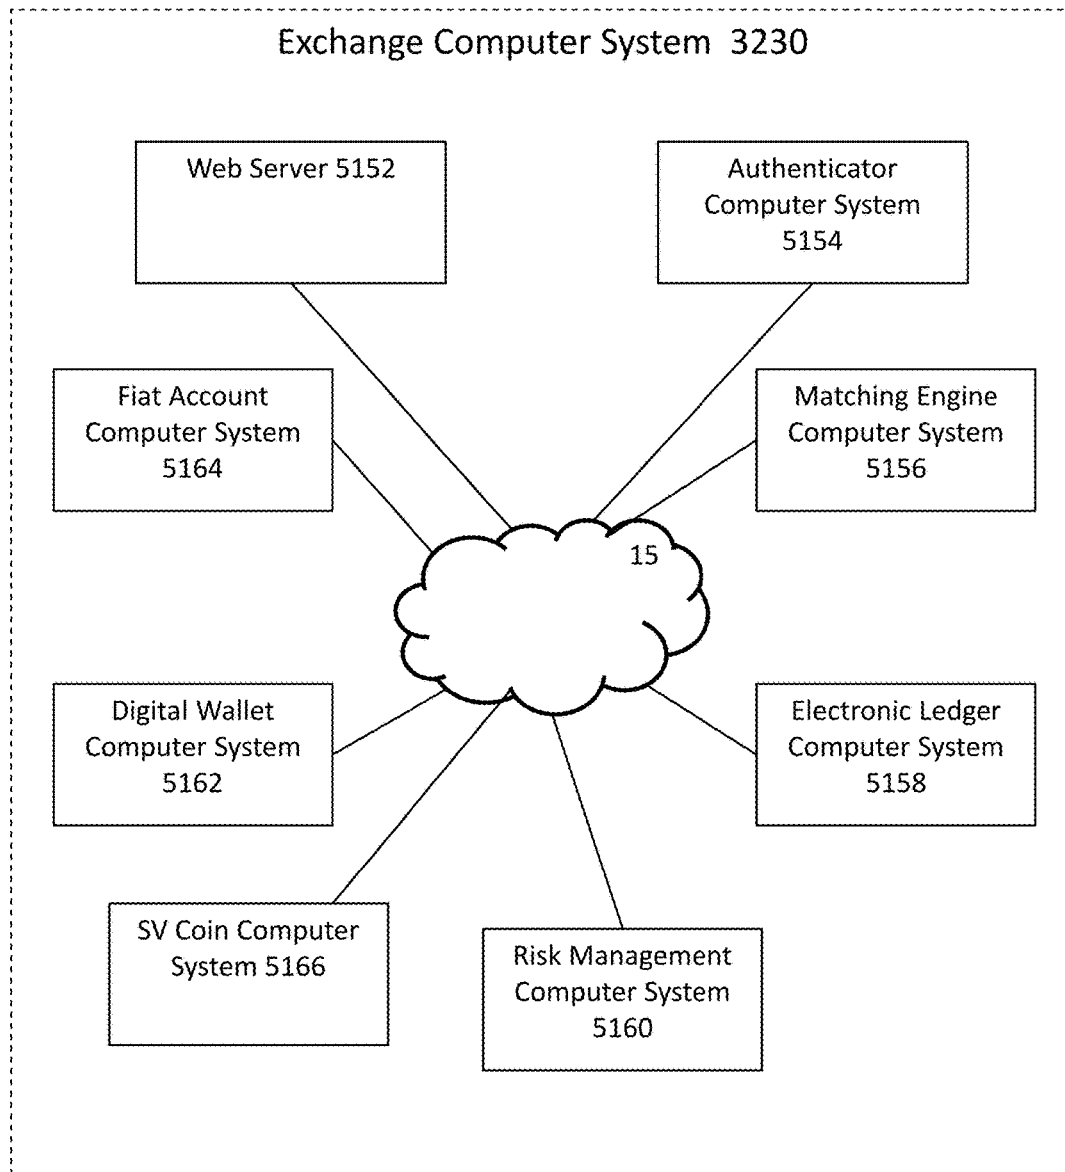 Exchange Computer System 3230
Web Server 5152
Authenticator
Computer System
5154
Fiat Account
Computer System
5164
Matching Engine
Computer System
5156
15
Digital Wallet
Computer System
5162
Electronic Ledger
Computer System
5158
SV Coin Computer
System 5166
Risk Management
Computer System
5160